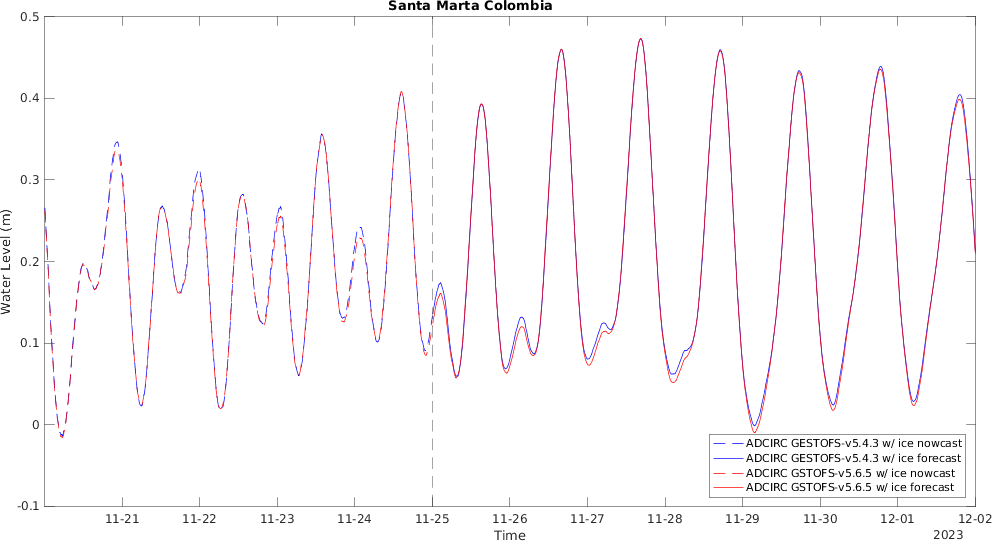 Santa Marta Colombia
0.5
0.4
0.3
0.2
0.1
0
-0.1
Water Level (m)
ADCIRC GESTOFS-v5.4.3 w/ ice nowcast
ADCIRC GESTOFS-v5.4.3 w/ ice forecast
ADCIRC GSTOFS-v5.6.5 w/ ice nowcast
ADCIRC GSTOFS-v5.6.5 w/ ice forecast
11-21 11-22 11-23 11-24 11-25 11-26 11-27 11-28 11-29 11-30 12-01 12-02
Time
2023